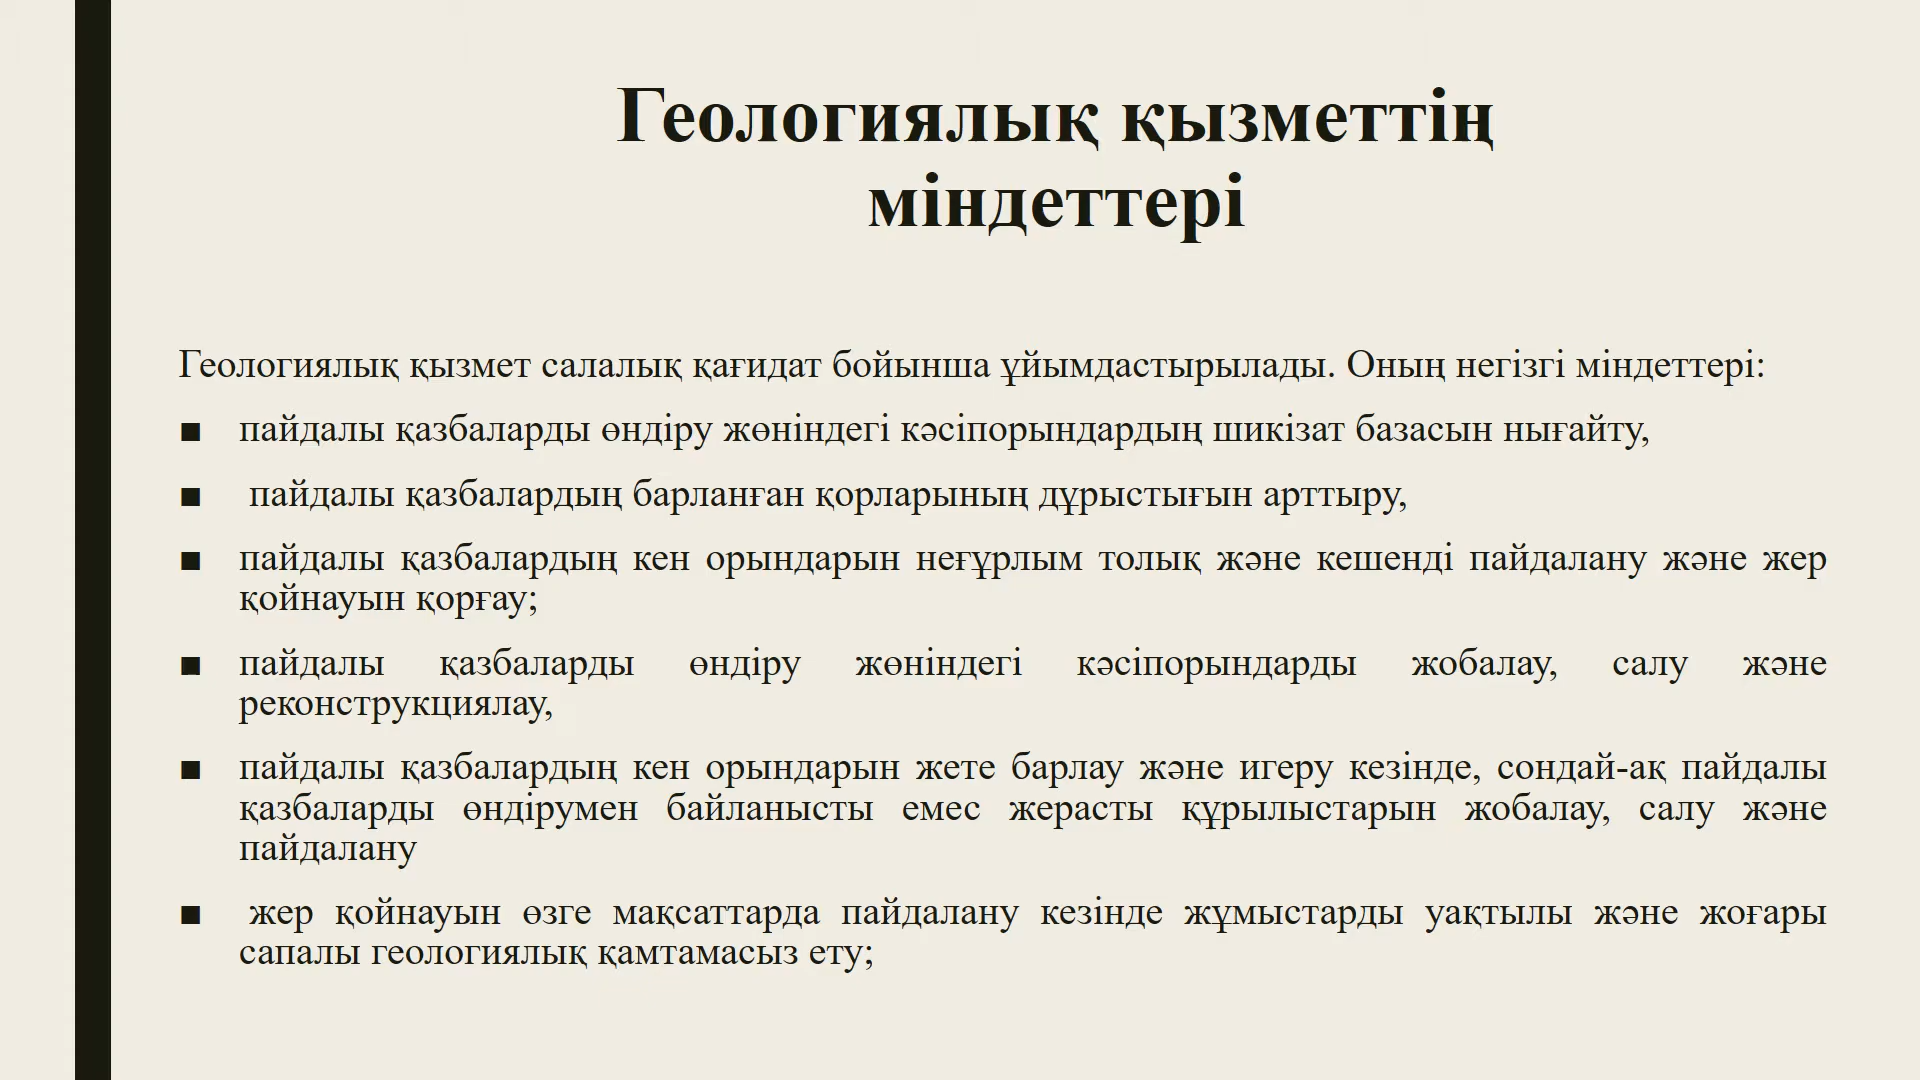 Геологиялық қызметтің
міндеттері
Геологиялық қызмет салалық қағидат бойынша ұйымдастырылады. Оның негізгі міндеттері:
■ пайдалы қазбаларды өндіру жөніндегі кәсіпорындардың шикізат базасын нығайту,
■ пайдалы қазбалардың барланған қорларының дұрыстығын арттыру,
■ пайдалы қазбалардың кен орындарын неғұрлым толық және кешенді пайдалану және жер
қойнауын қорғау;
■ пайдалы қазбаларды өндіру жөніндегі кәсіпорындарды жобалау, салу және
реконструкциялау,
■ пайдалы қазбалардың кен орындарын жете барлау және игеру кезінде, сондай-ақ пайдалы
қазбаларды өндірумен байланысты емес жерасты құрылыстарын жобалау, салу және
пайдалану
■ жер қойнауын өзге мақсаттарда пайдалану кезінде жұмыстарды уақтылы және жоғары
сапалы геологиялық қамтамасыз ету;